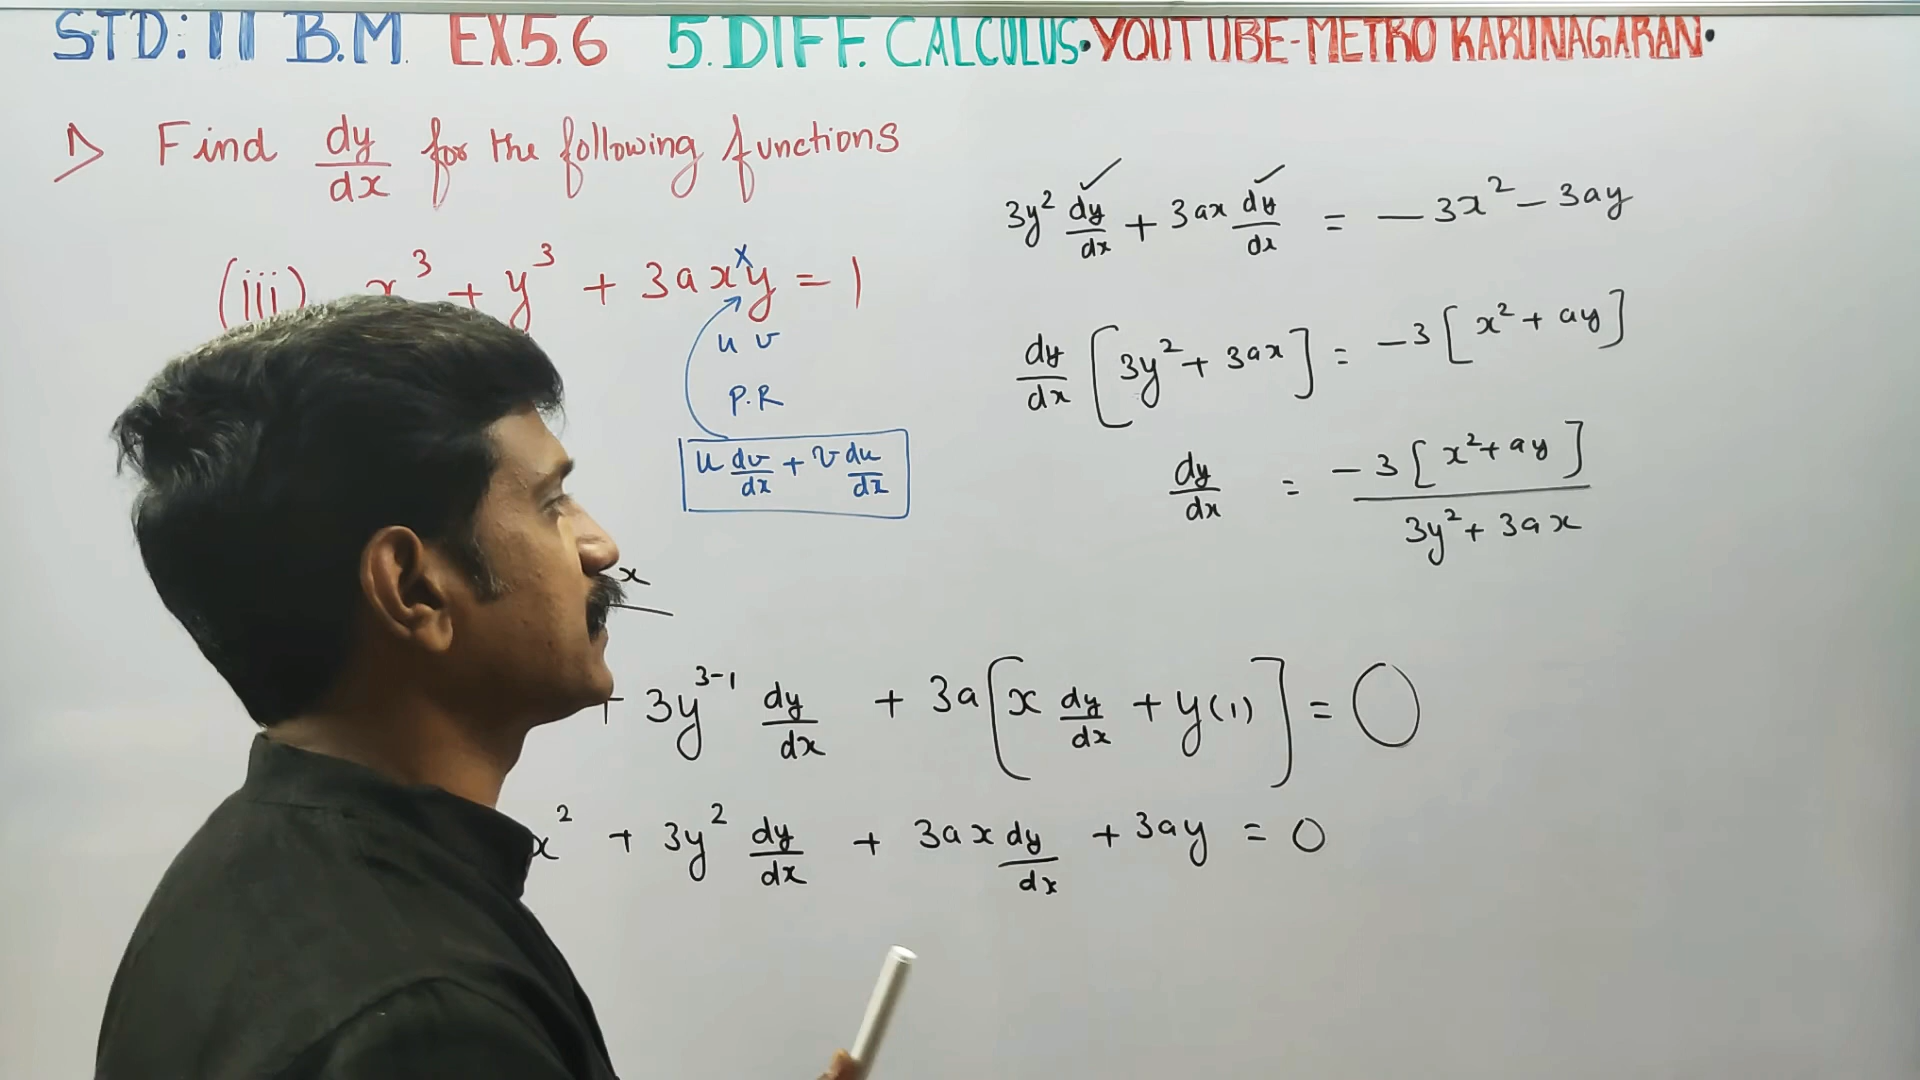 STD: 11 B.M. EX.5.6 5. DIFF. CALCULUS • YOUTUBE - METRO KARUNAGARAN •
1> Find dy/dx for the following functions
(iii) x³ + y³ + 3axˣy = 1
u v
P.R
u dv/dx + v du/dx
x
+ 3y³⁻¹ dy/dx + 3a[x dy/dx + y(1)] = 0
x² + 3y² dy/dx + 3ax dy/dx + 3ay = 0
3y² dy/dx ✓ + 3ax dy/dx ✓ = -3x² - 3ay
dy/dx [3y² + 3ax] = -3[x² + ay]
dy/dx = -3[x² + ay] / 3y² + 3ax